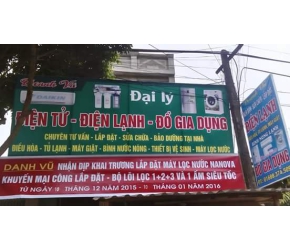 Đại lý
ĐIỆN TỬ - ĐIỆN LẠNH - ĐỒ GIA DỤNG
CHUYÊN TƯ VẤN - LẮP ĐẶT - SỬA CHỮA - BẢO DƯỠNG TẠI NHÀ
ĐIỀU HÒA - TỦ LẠNH - MÁY GIẶT - BÌNH NƯỚC NÓNG - THIẾT BỊ VỆ SINH - MÁY LỌC NƯỚC
DANH VŨ NHÂN DỊP KHAI TRƯƠNG LẮP ĐẶT MÁY LỌC NƯỚC NANOVA
KHUYẾN MẠI CÔNG LẮP ĐẶT - BỘ LÕI LỌC 1+2+3 VÀ 1 ẤM SIÊU TỐC
THÁNG 12 NĂM 2015 - 11 THÁNG 01 NĂM 2016